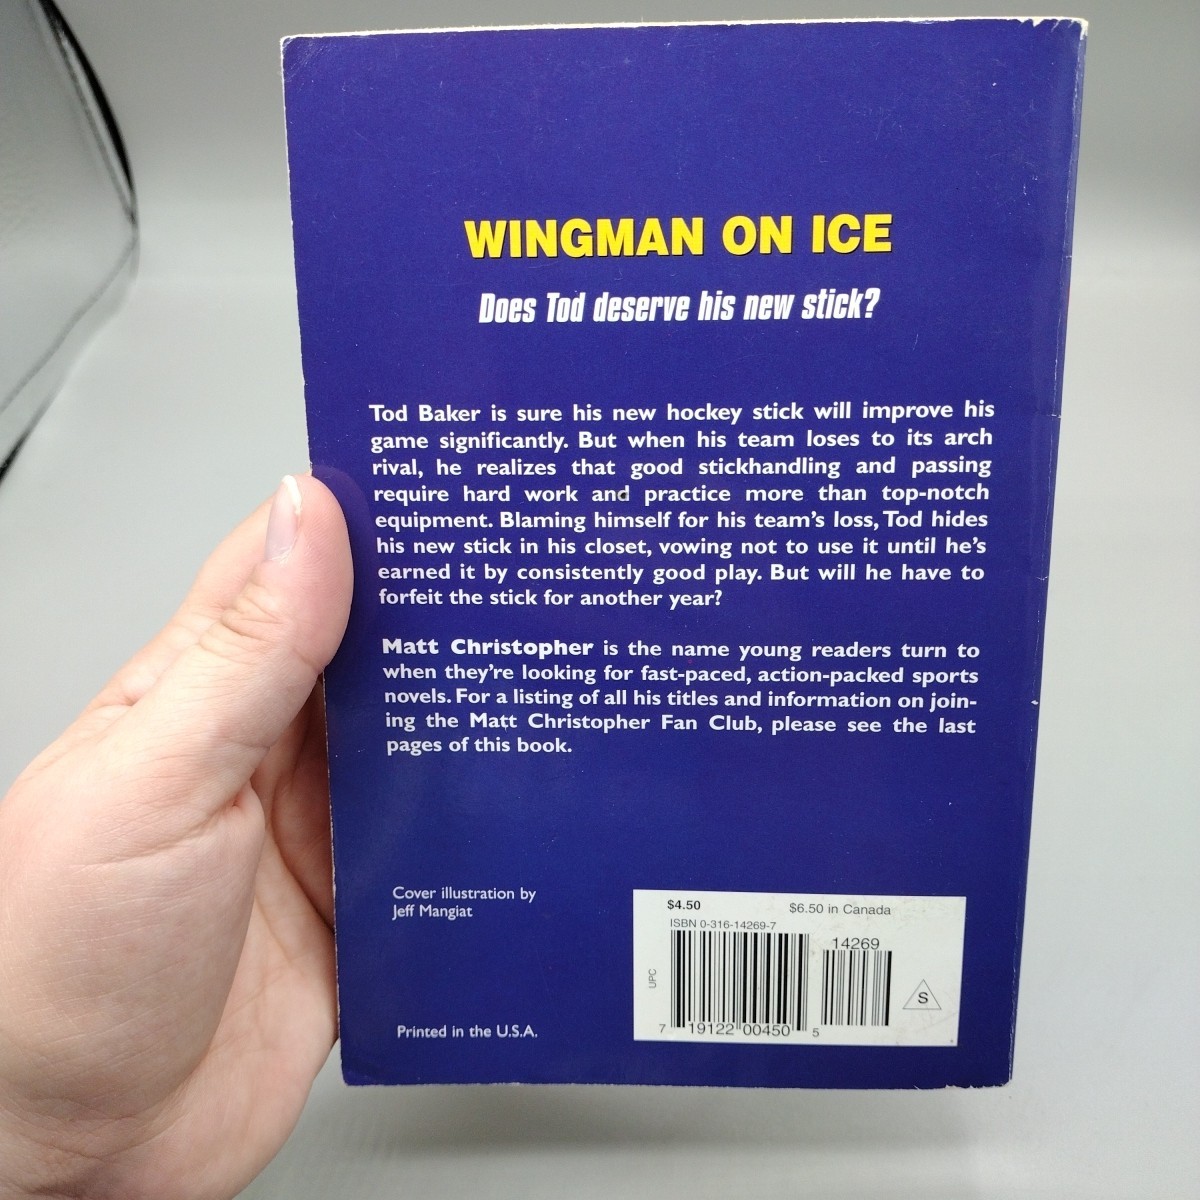 WINGMAN ON ICE
Does Tod deserve his new stick?
Tod Baker is sure his new hockey stick will improve his
game significantly. But when his team loses to its arch
rival, he realizes that good stickhandling and passing
require hard work and practice more than top-notch
equipment. Blaming himself for his team's loss, Tod hides
his new stick in his closet, vowing not to use it until he's
earned it by consistently good play. But will he have to
forfeit the stick for another year?
Matt Christopher is the name young readers turn to
when they're looking for fast-paced, action-packed sports
novels. For a listing of all his titles and information on join-
ing the Matt Christopher Fan Club, please see the last
pages of this book.
Cover illustration by
Jeff Mangiat
Printed in the U.S.A.
$4.50 $6.50 in Canada
ISBN 0-316-14269-7
14269
UPC
S
7 19122 00450 5